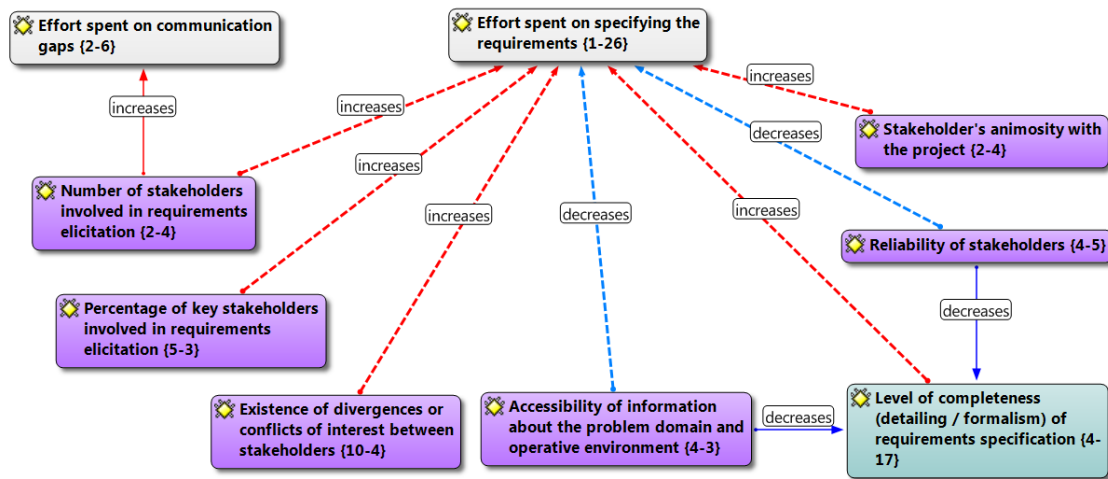 Effort spent on communication
gaps {2-6}
Effort spent on specifying the
requirements {1-26}
increases
increases
increases
increases
decreases
increases
decreases
increases
Stakeholder's animosity with
the project {2-4}
Number of stakeholders
involved in requirements
elicitation {2-4}
Reliability of stakeholders {4-5}
decreases
Percentage of key stakeholders
involved in requirements
elicitation {5-3}
Existence of divergences or
conflicts of interest between
stakeholders {10-4}
Accessibility of information
about the problem domain and
operative environment {4-3}
decreases
Level of completeness
(detailing / formalism) of
requirements specification {4-
17}